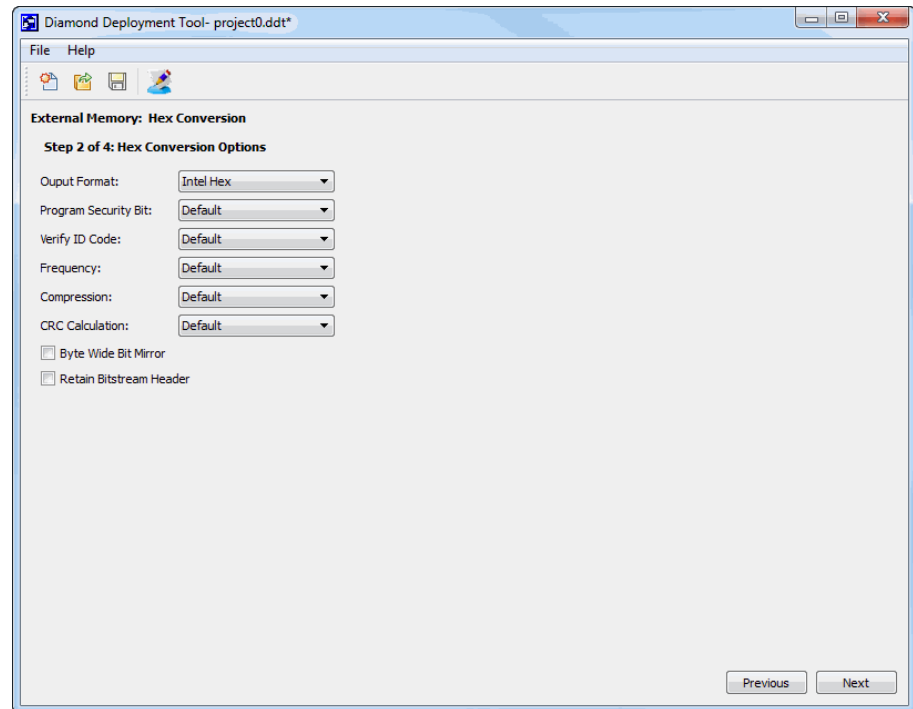 Diamond Deployment Tool- project0.ddt*
File Help
External Memory: Hex Conversion
Step 2 of 4: Hex Conversion Options
Ouput Format: Intel Hex
Program Security Bit: Default
Verify ID Code: Default
Frequency: Default
Compression: Default
CRC Calculation: Default
Byte Wide Bit Mirror
Retain Bitstream Header
Previous Next